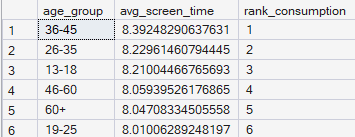 age_group avg_screen_time rank_consumption
1 36-45 8.39248290637631 1
2 26-35 8.22961460794445 2
3 13-18 8.21004466765693 3
4 46-60 8.05939526176865 4
5 60+ 8.04708334505558 5
6 19-25 8.01006289248197 6